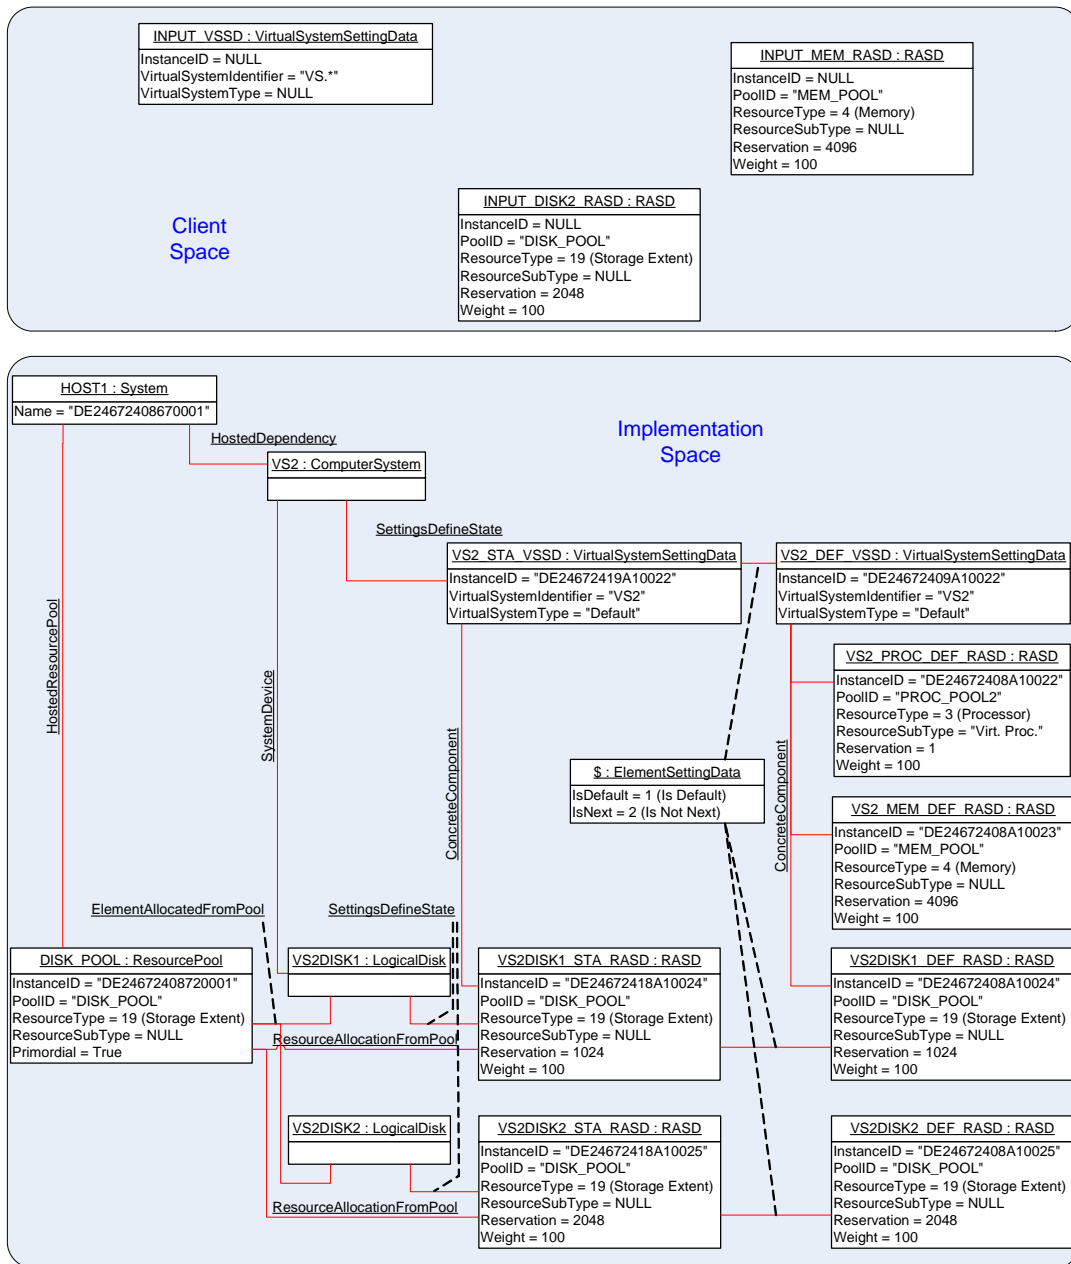 INPUT_VSSD : VirtualSystemSettingData
InstanceID = NULL
VirtualSystemIdentifier = "VS.*"
VirtualSystemType = NULL
INPUT_MEM_RASD : RASD
InstanceID = NULL
PoolID = "MEM_POOL"
ResourceType = 4 (Memory)
ResourceSubType = NULL
Reservation = 4096
Weight = 100
INPUT_DISK2_RASD : RASD
InstanceID = NULL
PoolID = "DISK_POOL"
ResourceType = 19 (Storage Extent)
ResourceSubType = NULL
Reservation = 2048
Weight = 100
Client
Space
HOST1 : System
Name = "DE24672408670001"
Implementation
Space
HostedDependency
VS2 : ComputerSystem
SettingsDefineState
VS2_STA_VSSD : VirtualSystemSettingData
InstanceID = "DE24672419A10022"
VirtualSystemIdentifier = "VS2"
VirtualSystemType = "Default"
VS2_DEF_VSSD : VirtualSystemSettingData
InstanceID = "DE24672409A10022"
VirtualSystemIdentifier = "VS2"
VirtualSystemType = "Default"
HostedResourcePool
SystemDevice
ConcreteComponent
ConcreteComponent
VS2_PROC_DEF_RASD : RASD
InstanceID = "DE24672408A10022"
PoolID = "PROC_POOL2"
ResourceType = 3 (Processor)
ResourceSubType = "Virt. Proc."
Reservation = 1
Weight = 100
$ : ElementSettingData
IsDefault = 1 (Is Default)
IsNext = 2 (Is Not Next)
VS2_MEM_DEF_RASD : RASD
InstanceID = "DE24672408A10023"
PoolID = "MEM_POOL"
ResourceType = 4 (Memory)
ResourceSubType = NULL
Reservation = 4096
Weight = 100
ElementAllocatedFromPool
SettingsDefineState
DISK_POOL : ResourcePool
InstanceID = "DE24672408720001"
PoolID = "DISK_POOL"
ResourceType = 19 (Storage Extent)
ResourceSubType = NULL
Primordial = True
VS2DISK1 : LogicalDisk
ResourceAllocationFromPool
VS2DISK1_STA_RASD : RASD
InstanceID = "DE24672418A10024"
PoolID = "DISK_POOL"
ResourceType = 19 (Storage Extent)
ResourceSubType = NULL
Reservation = 1024
Weight = 100
VS2DISK1_DEF_RASD : RASD
InstanceID = "DE24672408A10024"
PoolID = "DISK_POOL"
ResourceType = 19 (Storage Extent)
ResourceSubType = NULL
Reservation = 1024
Weight = 100
VS2DISK2 : LogicalDisk
ResourceAllocationFromPool
VS2DISK2_STA_RASD : RASD
InstanceID = "DE24672418A10025"
PoolID = "DISK_POOL"
ResourceType = 19 (Storage Extent)
ResourceSubType = NULL
Reservation = 2048
Weight = 100
VS2DISK2_DEF_RASD : RASD
InstanceID = "DE24672408A10025"
PoolID = "DISK_POOL"
ResourceType = 19 (Storage Extent)
ResourceSubType = NULL
Reservation = 2048
Weight = 100